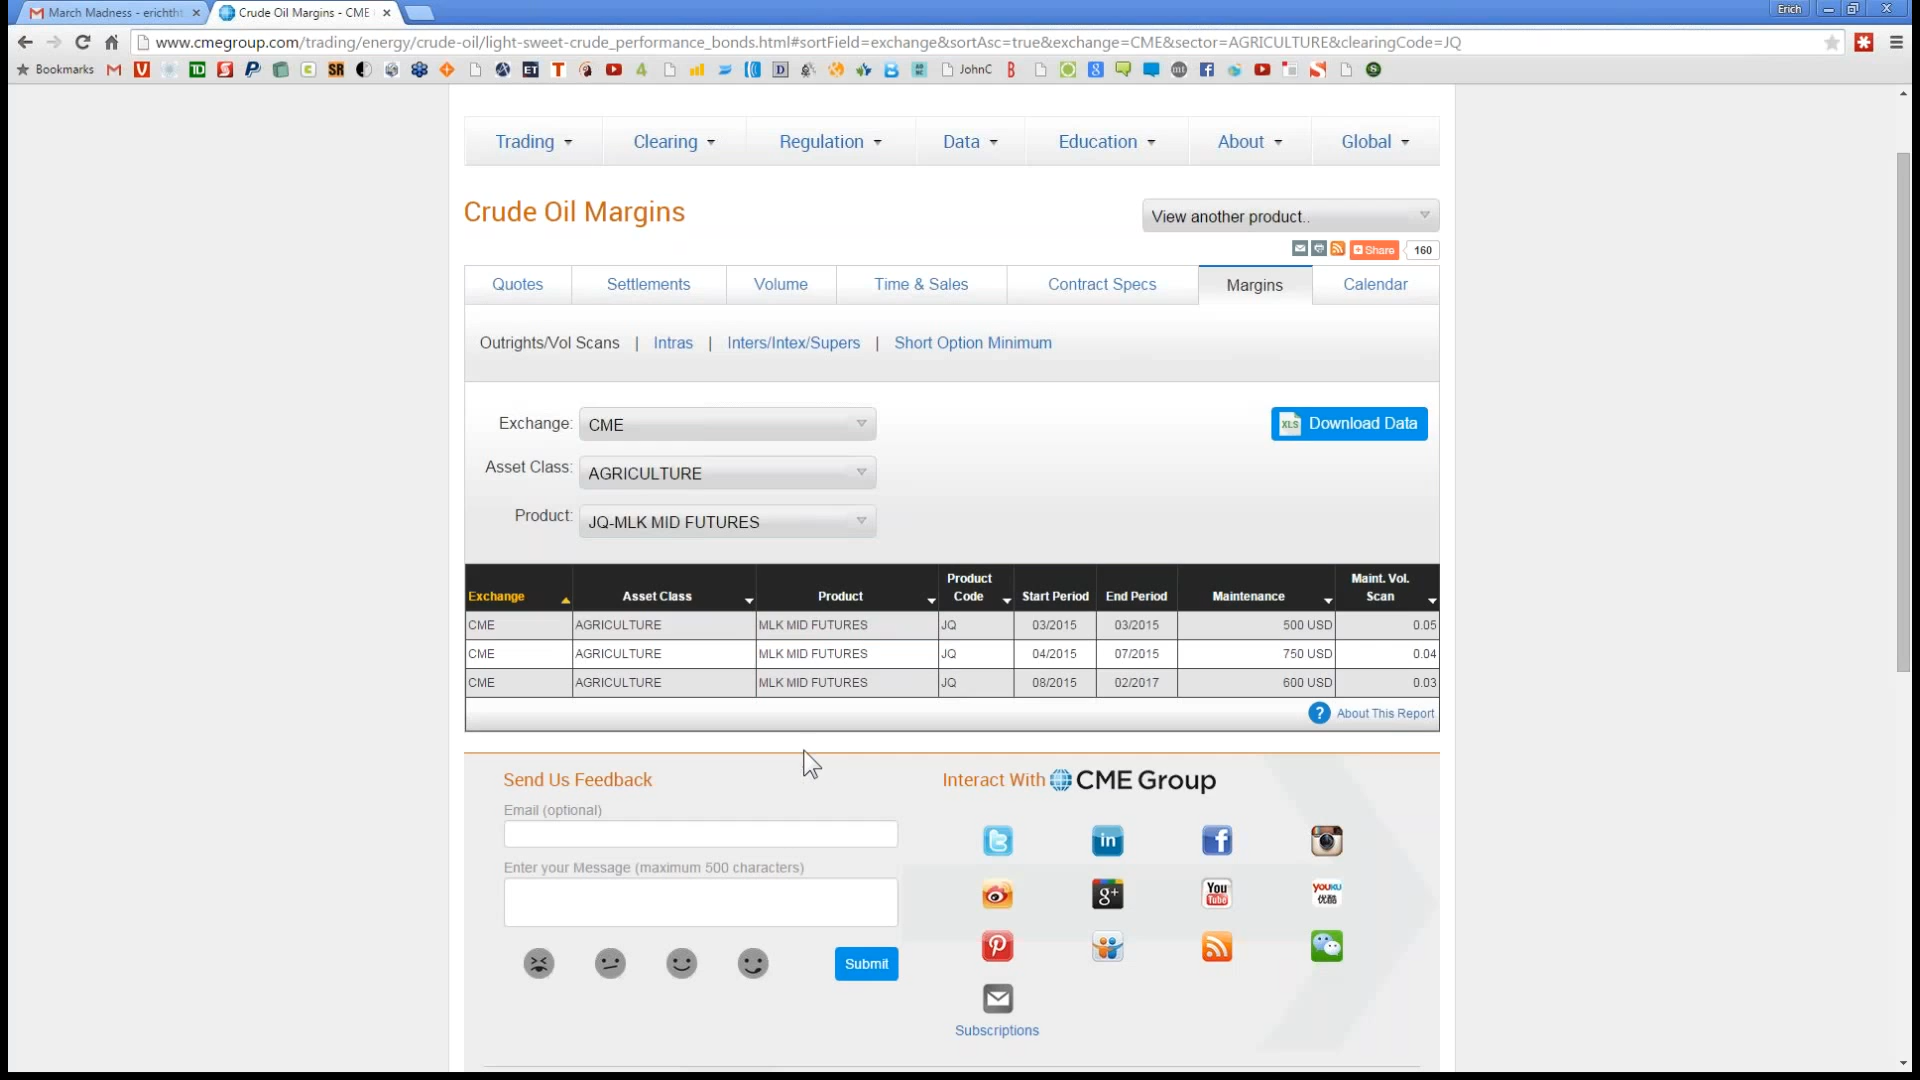 March Madness - erichth
Crude Oil Margins - CME
Erich
www.cmegroup.com/trading/energy/crude-oil/light-sweet-crude_performance_bonds.html#sortField=exchange&sortAsc=true&exchange=CME&sector=AGRICULTURE&clearingCode=JQ
Bookmarks
JohnC
Trading
Clearing
Regulation
Data
Education
About
Global
Crude Oil Margins
View another product..
Share
160
Quotes
Settlements
Volume
Time & Sales
Contract Specs
Margins
Calendar
Outrights/Vol Scans | Intras | Inters/Intex/Supers | Short Option Minimum
Exchange: CME
XLS Download Data
Asset Class: AGRICULTURE
Product: JQ-MLK MID FUTURES
Exchange Asset Class Product Product Code Start Period End Period Maintenance Maint. Vol. Scan
CME AGRICULTURE MLK MID FUTURES JQ 03/2015 03/2015 500 USD 0.05
CME AGRICULTURE MLK MID FUTURES JQ 04/2015 07/2015 750 USD 0.04
CME AGRICULTURE MLK MID FUTURES JQ 08/2015 02/2017 600 USD 0.03
? About This Report
Send Us Feedback
Email (optional)
Enter your Message (maximum 500 characters)
Submit
Interact With CME Group
in
f
g+
You Tube
YOUKU 优酷
Subscriptions